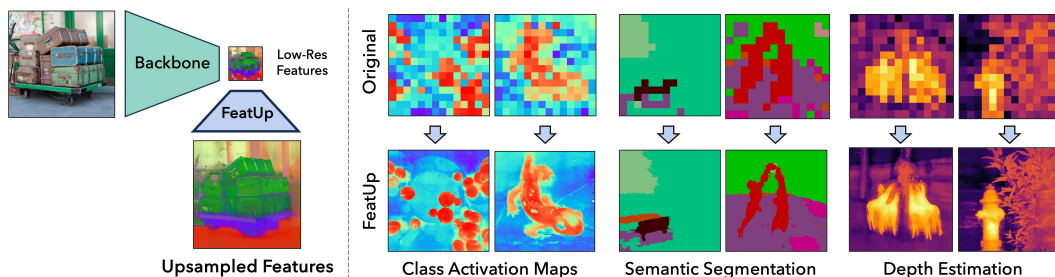 Backbone
Low-Res
Features
FeatUp
Upsampled Features
Original
FeatUp
Class Activation Maps
Semantic Segmentation
Depth Estimation